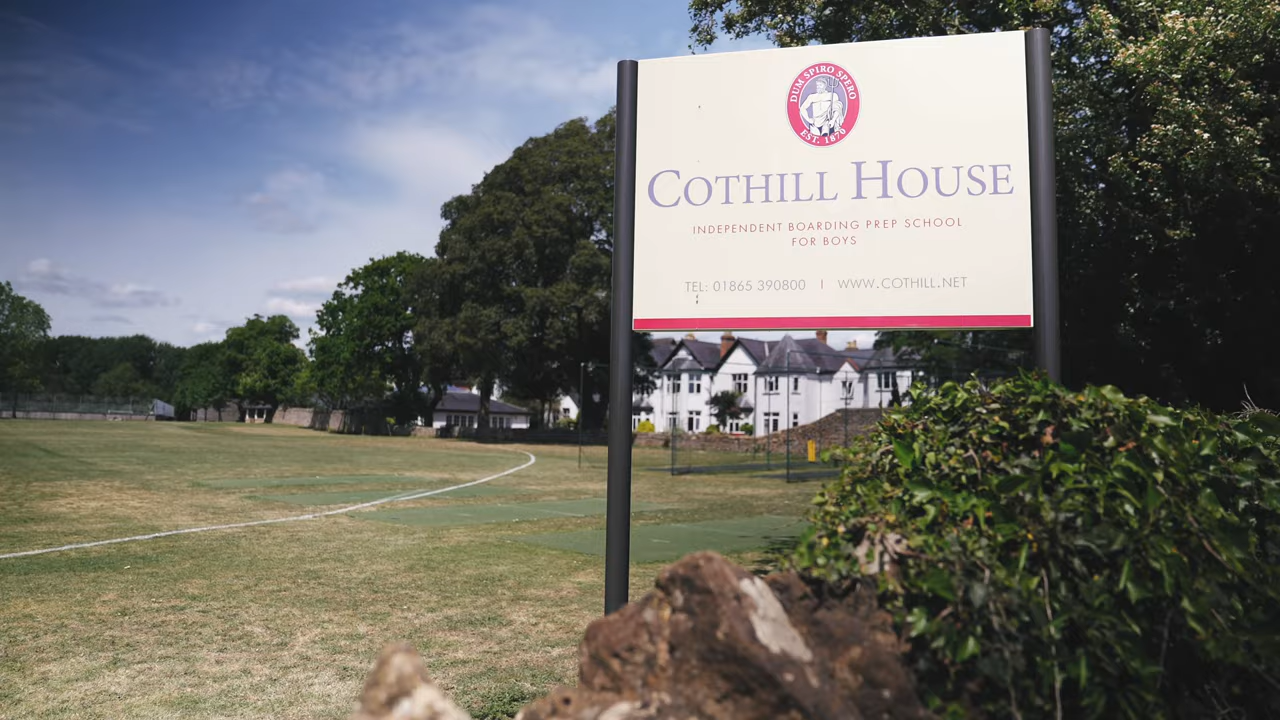 DUM SPIRO SPERO
EST. 1870
COTHILL HOUSE
INDEPENDENT BOARDING PREP SCHOOL
FOR BOYS
TEL: 01865 390800 | WWW.COTHILL.NET